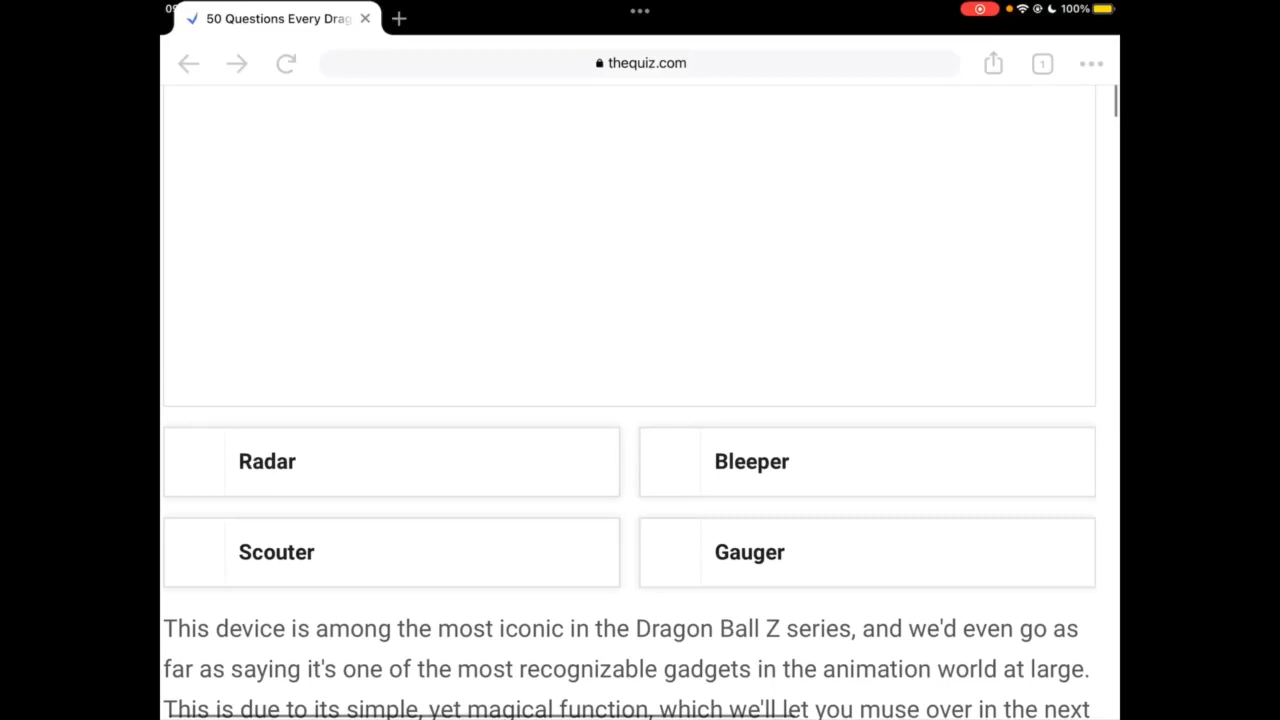 50 Questions Every Drag
100%
thequiz.com
1
Radar
Bleeper
Scouter
Gauger
This device is among the most iconic in the Dragon Ball Z series, and we'd even go as
far as saying it's one of the most recognizable gadgets in the animation world at large.
This is due to its simple, yet magical function, which we'll let you muse over in the next